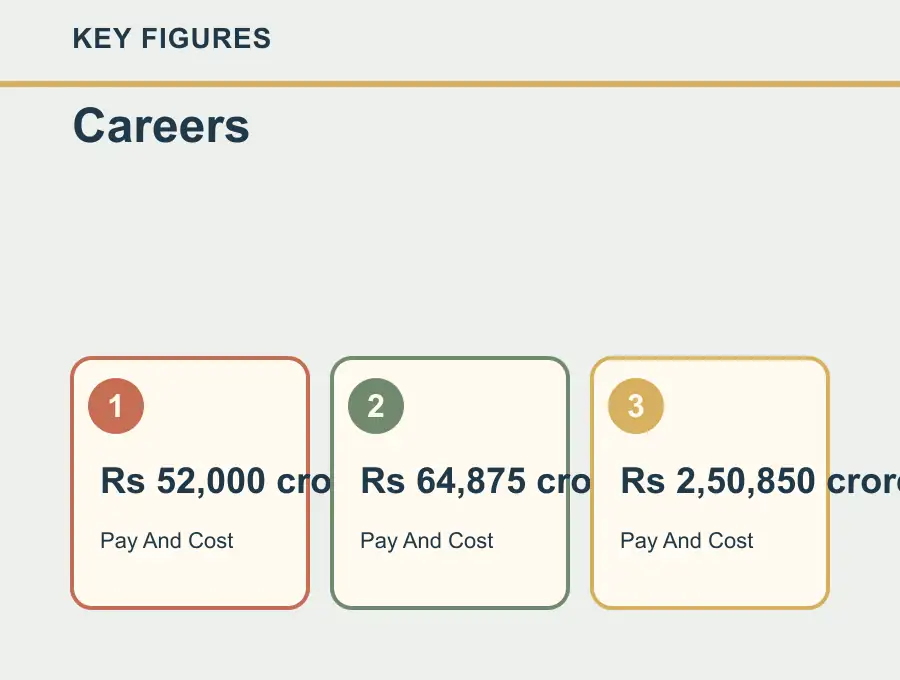 KEY FIGURES
Careers
1
2
3
Rs 52,000 cro
Rs 64,875 cro
Rs 2,50,850 crore
Pay And Cost
Pay And Cost
Pay And Cost